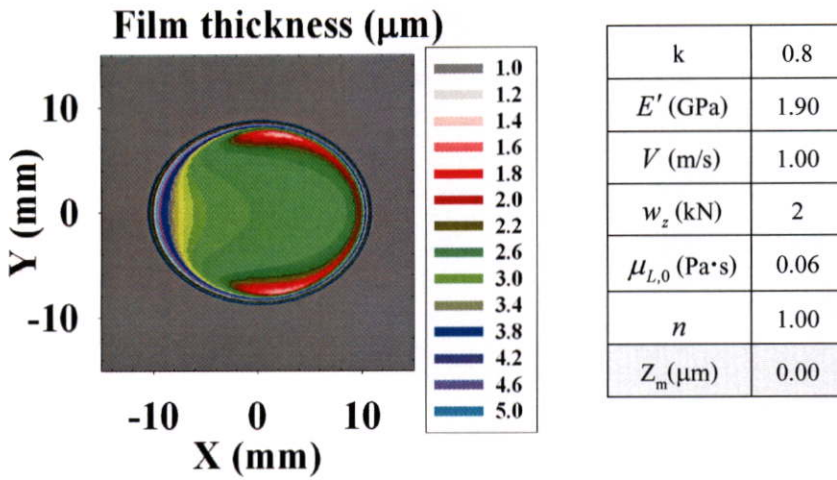 Film thickness (μm)
Y (mm)
10
0
-10
-10 0 10
X (mm)
1.0
1.2
1.4
1.6
1.8
2.0
2.2
2.6
3.0
3.4
3.8
4.2
4.6
5.0
k 0.8
E′ (GPa) 1.90
V (m/s) 1.00
w_z (kN) 2
μ_L,0 (Pa·s) 0.06
n 1.00
Z_m(μm) 0.00